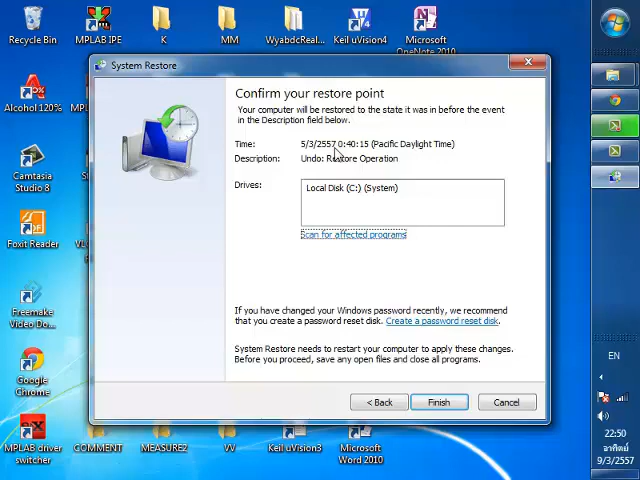 Recycle Bin
MPLAB IPE
K
MM
WyabdcReal...
Keil uVision4
Microsoft
OneNote 2010
System Restore
Alcohol 120%
Confirm your restore point
Your computer will be restored to the state it was in before the event
in the Description field below.
Time: 5/3/2557 0:40:15 (Pacific Daylight Time)
Description: Undo: Restore Operation
Drives:
Local Disk (C:) (System)
Scan for affected programs
Camtasia
Studio 8
Foxit Reader
Freemake
Video Do...
If you have changed your Windows password recently, we recommend
that you create a password reset disk. Create a password reset disk.
System Restore needs to restart your computer to apply these changes.
Before you proceed, save any open files and close all programs.
Google
Chrome
< Back
Finish
Cancel
MPLAB driver
switcher
COMMENT
MEASURE2
VV
Keil uVision3
Microsoft
Word 2010
EN
22:50
อาทิตย์
9/3/2557